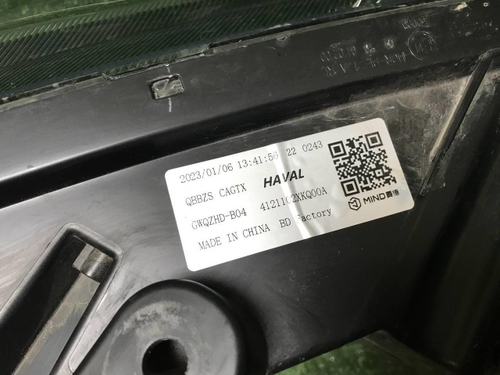 2023/01/06 13:41:56 22 0243
QBBZS CAGTX HAVAL
GWQZHD-B04 4121102XKQ00A
MADE IN CHINA BD Factory
MIND